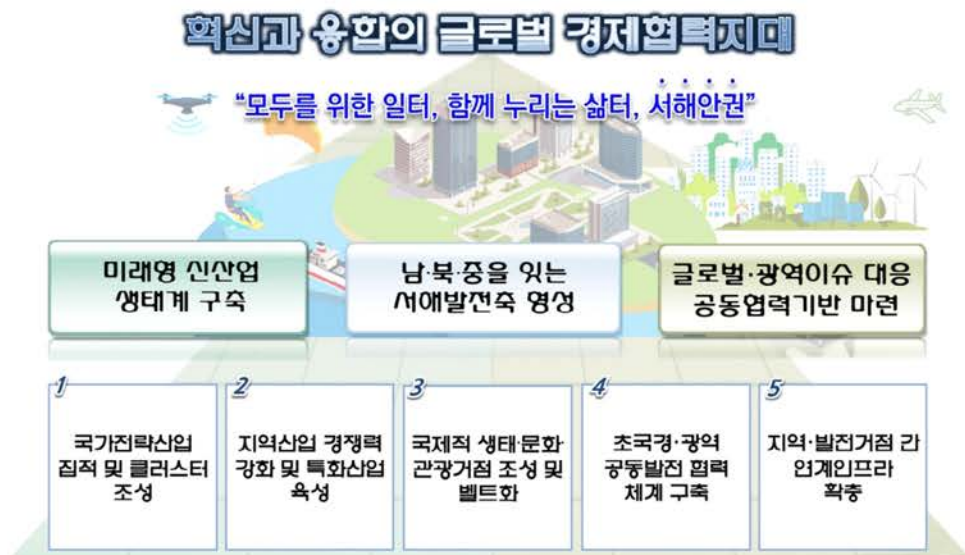 혁신과 융합의 글로벌 경제협력지대
“모두를 위한 일터, 함께 누리는 삶터, 서해안권”
미래형 신산업
생태계 구축
남·북·중을 잇는
서해발전축 형성
글로벌·광역이슈 대응
공동협력기반 마련
1
국가전략산업
집적 및 클러스터
조성
2
지역산업 경쟁력
강화 및 특화산업
육성
3
국제적 생태·문화
관광거점 조성 및
벨트화
4
초국경·광역
공동발전 협력
체계 구축
5
지역·발전거점 간
연계인프라
확충